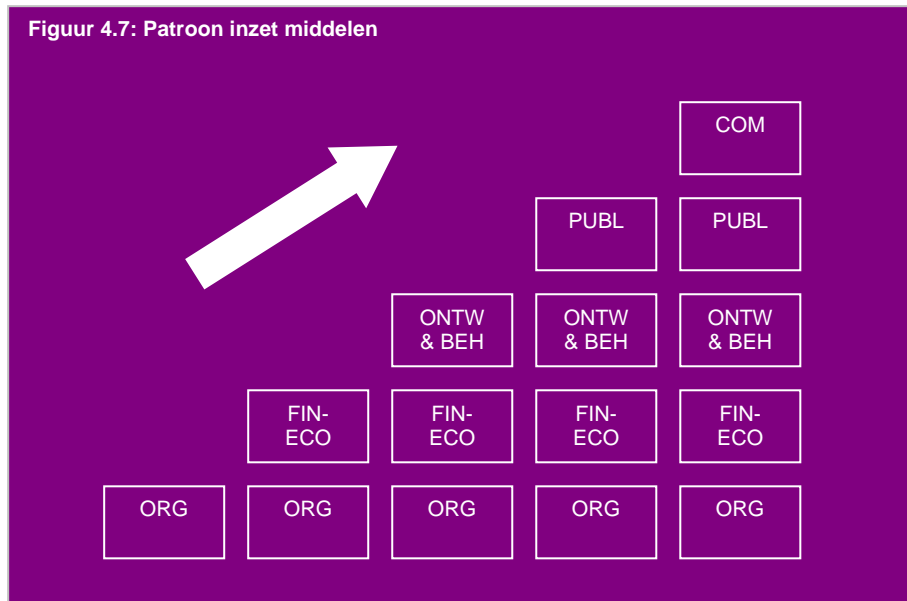 Figuur 4.7: Patroon inzet middelen
COM
PUBL
PUBL
ONTW
& BEH
ONTW
& BEH
ONTW
& BEH
FIN-
ECO
FIN-
ECO
FIN-
ECO
FIN-
ECO
ORG
ORG
ORG
ORG
ORG